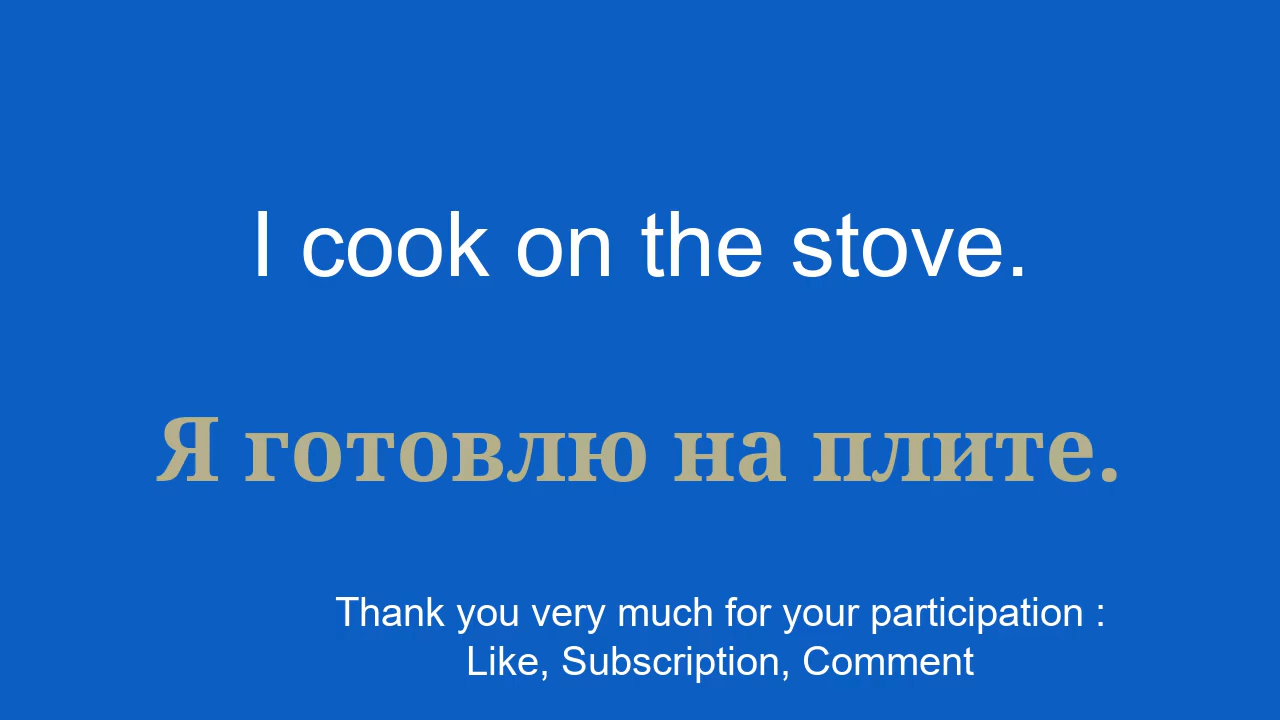 I cook on the stove.
Я готовлю на плите.
Thank you very much for your participation :
Like, Subscription, Comment